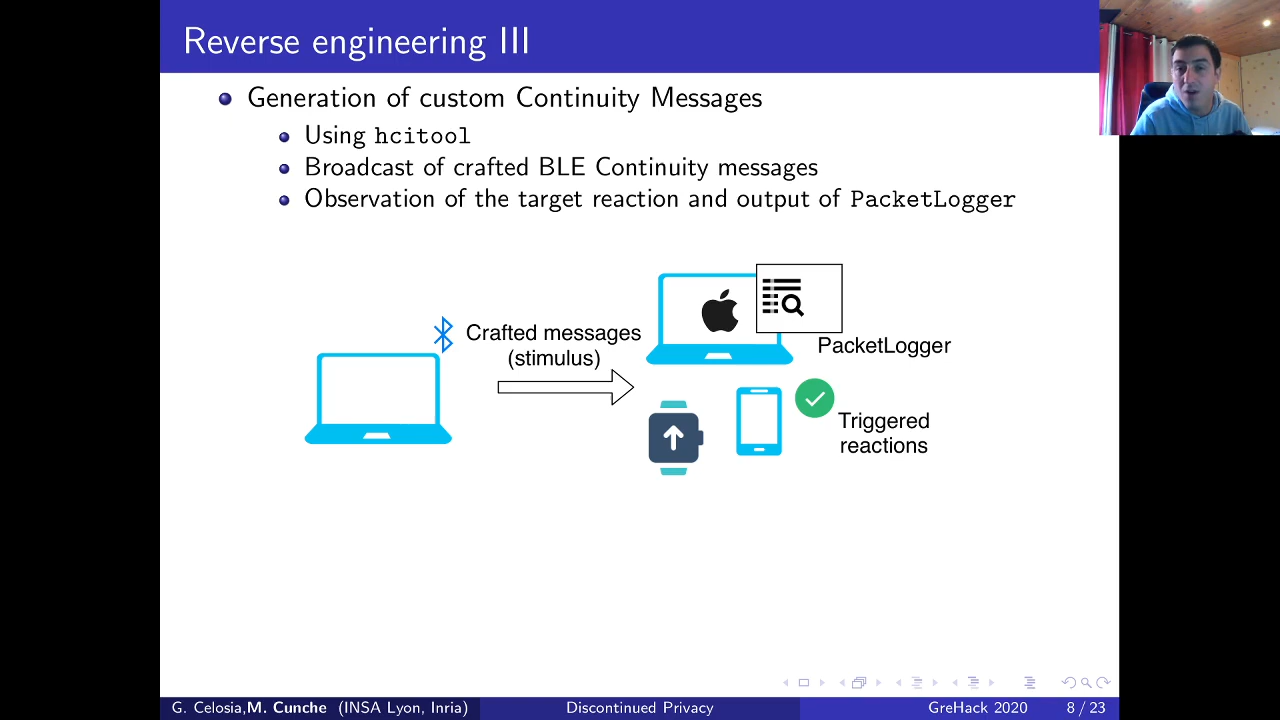 Reverse engineering III
Generation of custom Continuity Messages
Using hcitool
Broadcast of crafted BLE Continuity messages
Observation of the target reaction and output of PacketLogger
Crafted messages
(stimulus)
PacketLogger
Triggered
reactions
G. Celosia,M. Cunche (INSA Lyon, Inria) Discontinued Privacy GreHack 2020 8 / 23